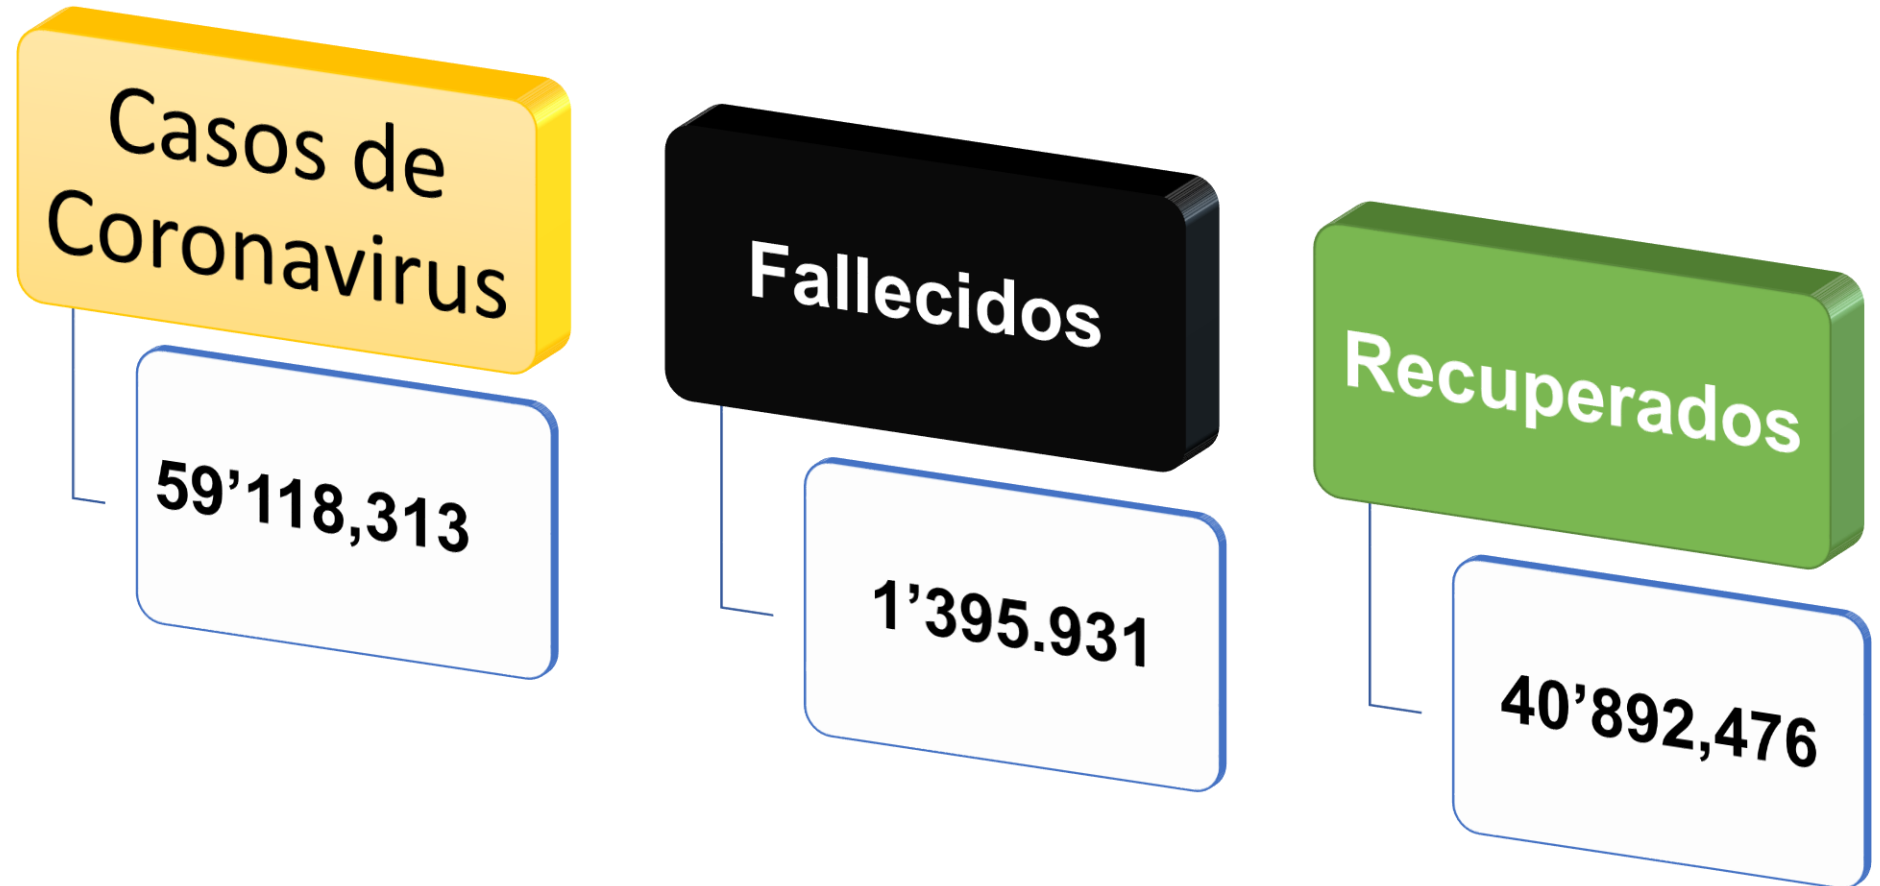 Casos de
Coronavirus
59’118,313
Fallecidos
1’395.931
Recuperados
40’892,476